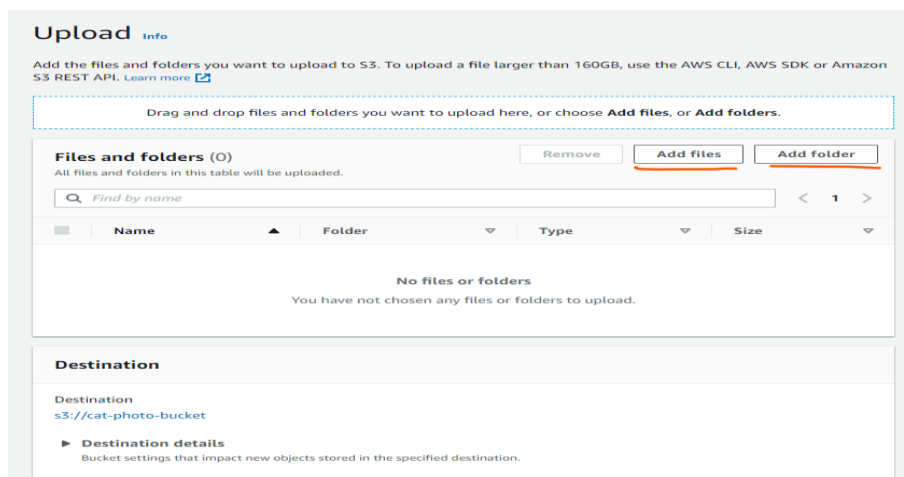 Upload Info
Add the files and folders you want to upload to S3. To upload a file larger than 160GB, use the AWS CLI, AWS SDK or Amazon
S3 REST API. Learn more
Drag and drop files and folders you want to upload here, or choose Add files, or Add folders.
Files and folders (0)
Remove Add files Add folder
All files and folders in this table will be uploaded.
Find by name
< 1 >
Name Folder Type Size
No files or folders
You have not chosen any files or folders to upload.
Destination
Destination
s3://cat-photo-bucket
Destination details
Bucket settings that impact new objects stored in the specified destination.